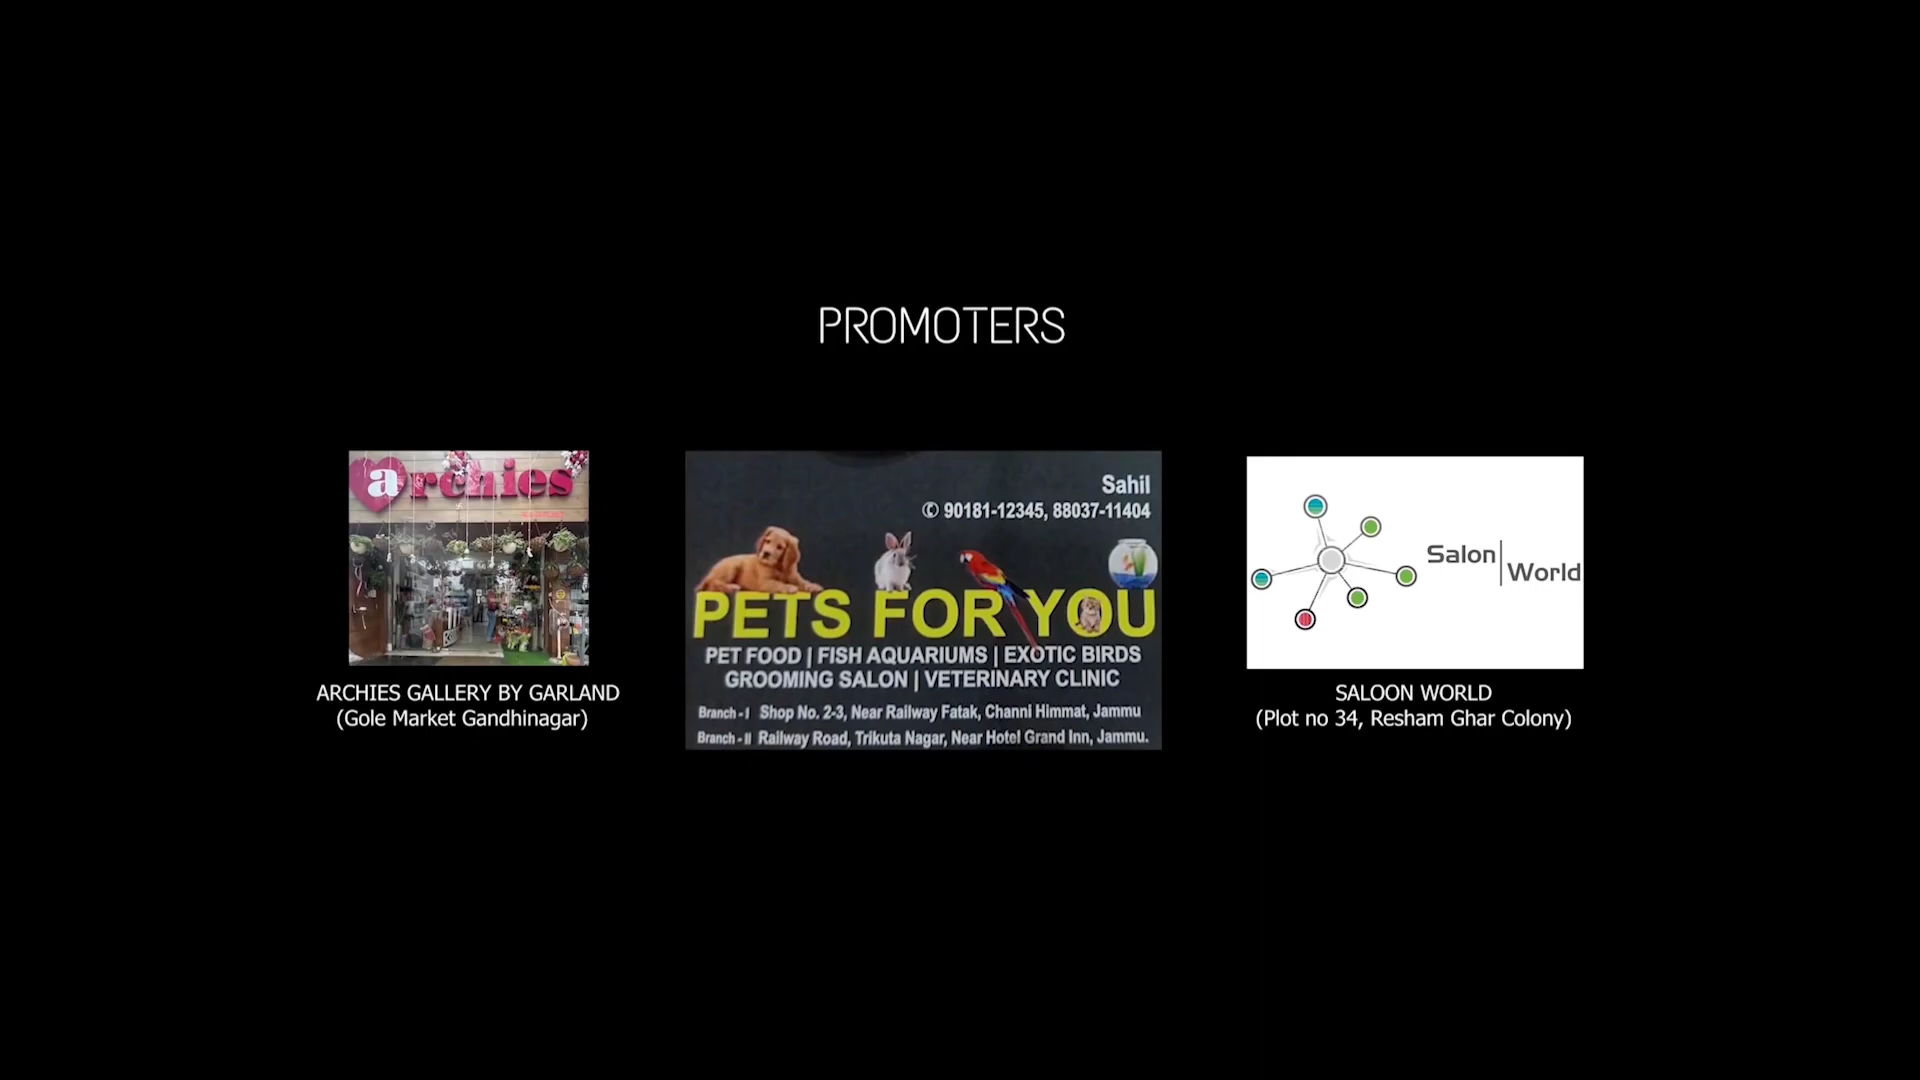 PROMOTERS
archies
ARCHIES GALLERY BY GARLAND
(Gole Market Gandhinagar)
Sahil
✆ 90181-12345, 88037-11404
PETS FOR YOU
PET FOOD | FISH AQUARIUMS | EXOTIC BIRDS
GROOMING SALON | VETERINARY CLINIC
Branch - I Shop No. 2-3, Near Railway Fatak, Channi Himmat, Jammu
Branch - II Railway Road, Trikuta Nagar, Near Hotel Grand Inn, Jammu.
Salon
World
SALOON WORLD
(Plot no 34, Resham Ghar Colony)